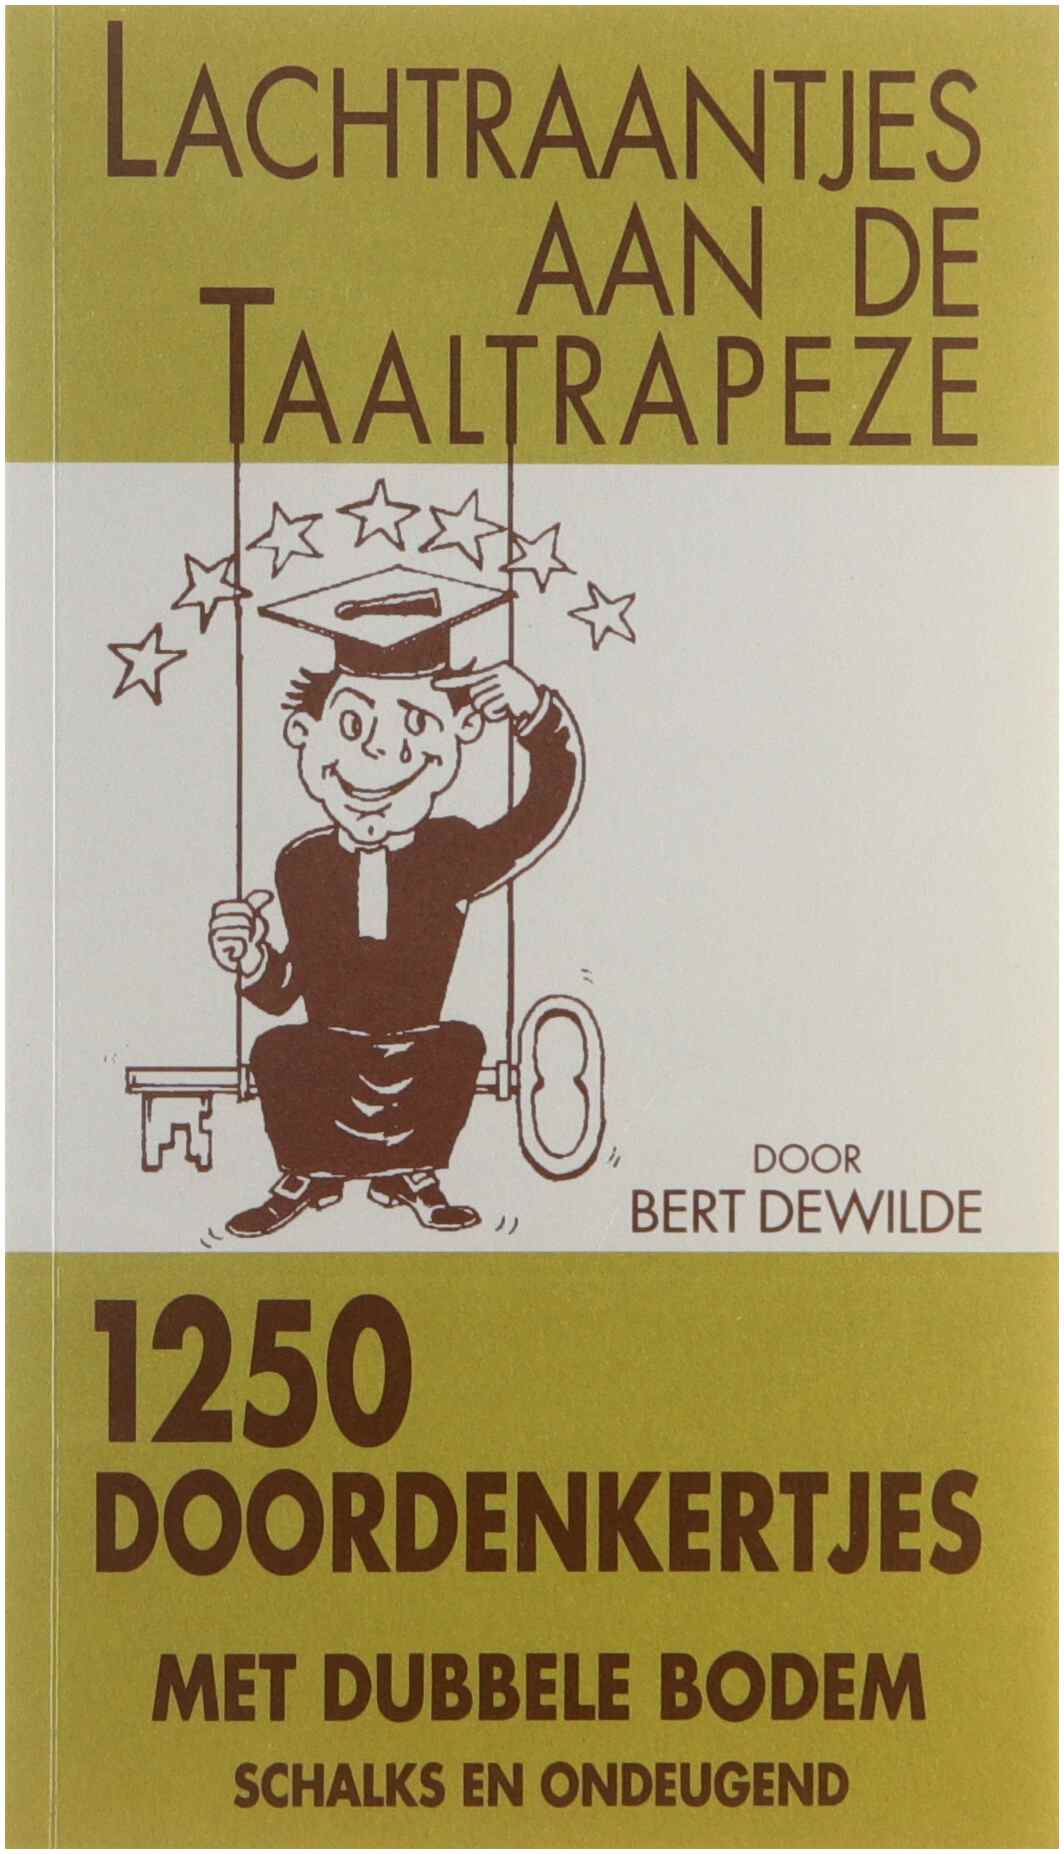 LACHTRAANTJES
AAN DE
TAALTRAPEZE
DOOR
BERT DEWILDE
1250
DOORDENKERTJES
MET DUBBELE BODEM
SCHALKS EN ONDEUGEND